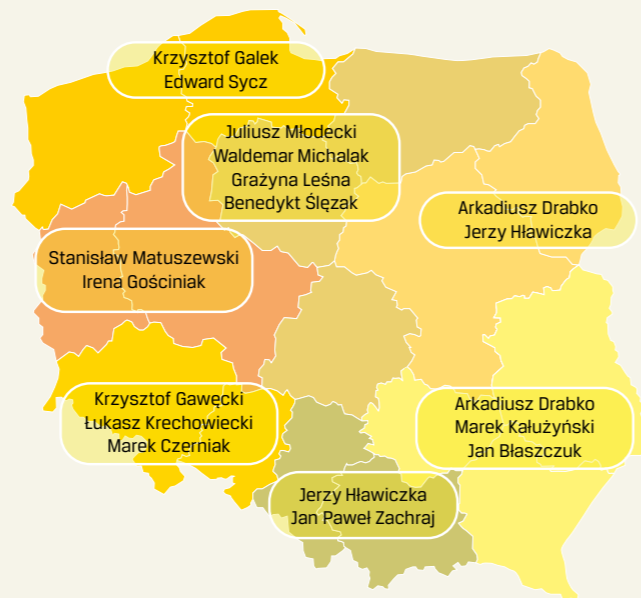 Krzysztof Galek
Edward Sycz
Juliusz Młodecki
Waldemar Michalak
Grażyna Leśna
Benedykt Ślęzak
Arkadiusz Drabko
Jerzy Hławiczka
Stanisław Matuszewski
Irena Gościniak
Krzysztof Gawęcki
Łukasz Krechowiecki
Marek Czerniak
Arkadiusz Drabko
Marek Kałużyński
Jan Błaszczuk
Jerzy Hławiczka
Jan Paweł Zachraj